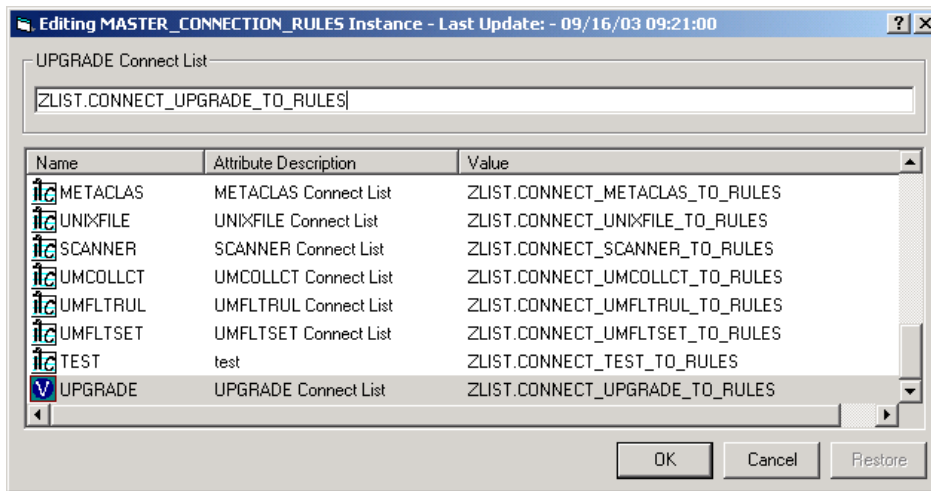 Editing MASTER_CONNECTION_RULES Instance - Last Update: - 09/16/03 09:21:00
UPGRADE Connect List
ZLIST.CONNECT_UPGRADE_TO_RULES
Name Attribute Description Value
METACLAS METACLAS Connect List ZLIST.CONNECT_METACLAS_TO_RULES
UNIXFILE UNIXFILE Connect List ZLIST.CONNECT_UNIXFILE_TO_RULES
SCANNER SCANNER Connect List ZLIST.CONNECT_SCANNER_TO_RULES
UMCOLLCT UMCOLLCT Connect List ZLIST.CONNECT_UMCOLLCT_TO_RULES
UMFLTRUL UMFLTRUL Connect List ZLIST.CONNECT_UMFLTRUL_TO_RULES
UMFLTSET UMFLTSET Connect List ZLIST.CONNECT_UMFLTSET_TO_RULES
TEST test ZLIST.CONNECT_TEST_TO_RULES
V UPGRADE UPGRADE Connect List ZLIST.CONNECT_UPGRADE_TO_RULES
OK Cancel Restore